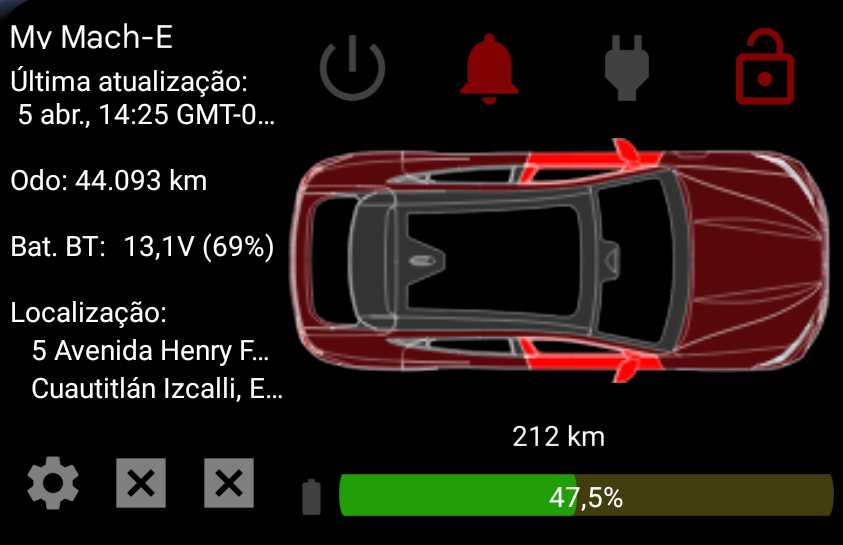 My Mach-E
Última atualização:
5 abr., 14:25 GMT-0...
Odo: 44.093 km
Bat. BT: 13,1V (69%)
Localização:
5 Avenida Henry F...
Cuautitlán Izcalli, E...
212 km
47,5%